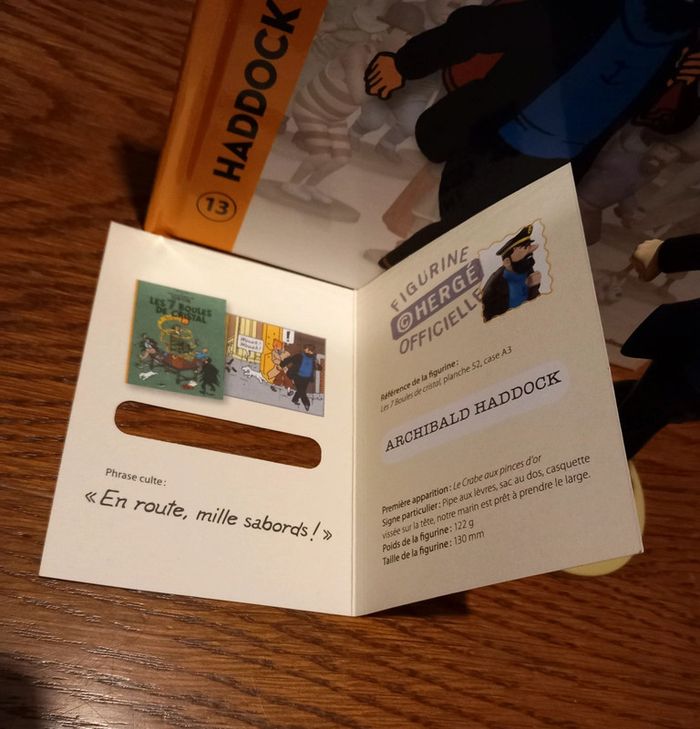 HADDOCK
13
LES 7 BOULES
DE CRISTAL
Phrase culte :
« En route, mille sabords ! »
FIGURINE
© HERGÉ
OFFICIELLE
Référence de la figurine :
Les 7 Boules de cristal, planche 52, case A3
ARCHIBALD HADDOCK
Première apparition : Le Crabe aux pinces d'or
Signe particulier : Pipe aux lèvres, sac au dos, casquette
vissée sur la tête, notre marin est prêt à prendre le large.
Poids de la figurine : 122 g
Taille de la figurine : 130 mm